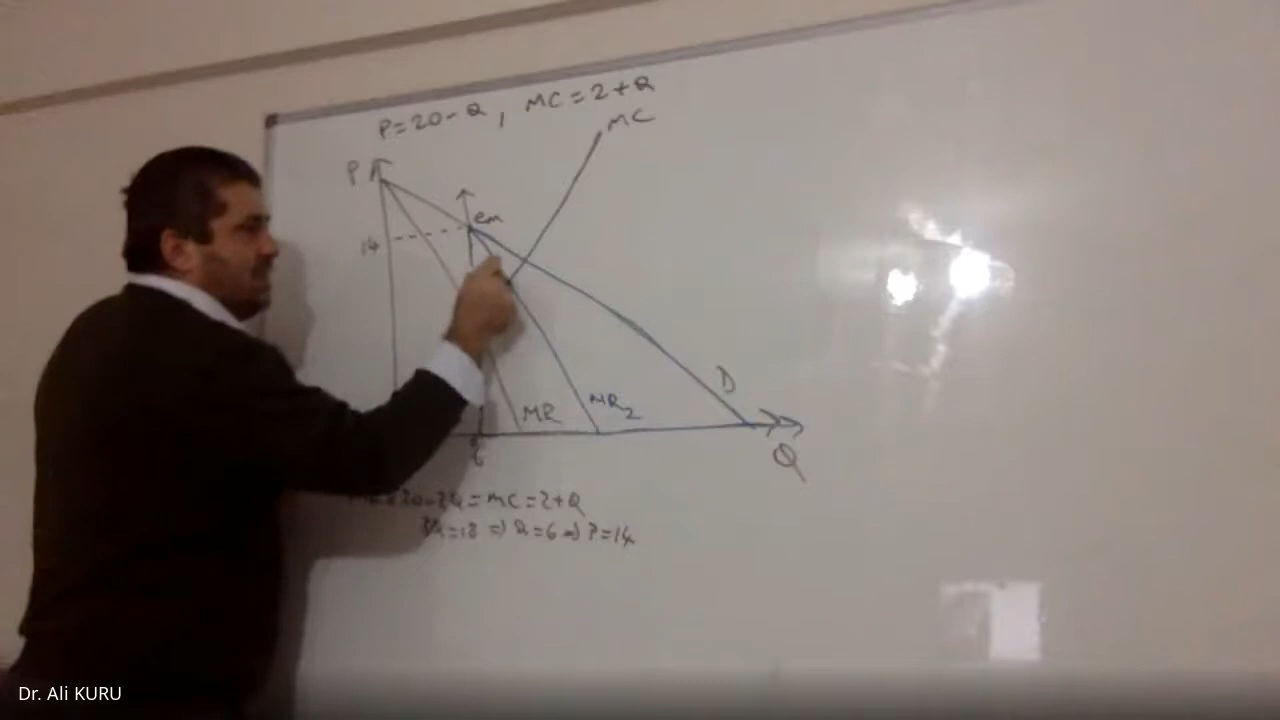 P=20-Q, MC=2+Q
MC
P
em
14
D
MR
MR2
6
Q
20-2Q=MC=2+Q
3Q=18 => Q=6 => P=14
Dr. Ali KURU